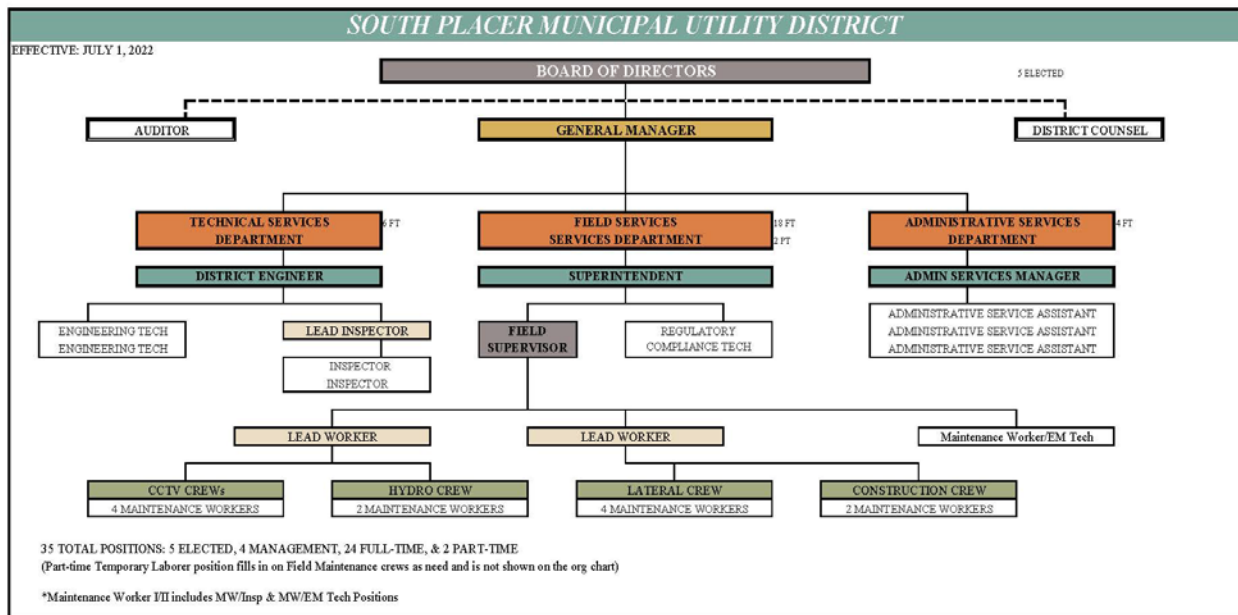 SOUTH PLACER MUNICIPAL UTILITY DISTRICT
EFFECTIVE: JULY 1, 2022
BOARD OF DIRECTORS
5 ELECTED
AUDITOR
GENERAL MANAGER
DISTRICT COUNSEL
TECHNICAL SERVICES
DEPARTMENT
6 FT
FIELD SERVICES
SERVICES DEPARTMENT
18 FT
2 PT
ADMINISTRATIVE SERVICES
DEPARTMENT
4 FT
DISTRICT ENGINEER
SUPERINTENDENT
ADMIN SERVICES MANAGER
ENGINEERING TECH
ENGINEERING TECH
LEAD INSPECTOR
INSPECTOR
INSPECTOR
FIELD
SUPERVISOR
REGULATORY
COMPLIANCE TECH
ADMINISTRATIVE SERVICE ASSISTANT
ADMINISTRATIVE SERVICE ASSISTANT
ADMINISTRATIVE SERVICE ASSISTANT
LEAD WORKER
LEAD WORKER
Maintenance Worker/EM Tech
CCTV CREWs
4 MAINTENANCE WORKERS
HYDRO CREW
2 MAINTENANCE WORKERS
LATERAL CREW
4 MAINTENANCE WORKERS
CONSTRUCTION CREW
2 MAINTENANCE WORKERS
35 TOTAL POSITIONS: 5 ELECTED, 4 MANAGEMENT, 24 FULL-TIME, & 2 PART-TIME
(Part-time Temporary Laborer position fills in on Field Maintenance crews as need and is not shown on the org chart)
*Maintenance Worker I/II includes MW/Insp & MW/EM Tech Positions